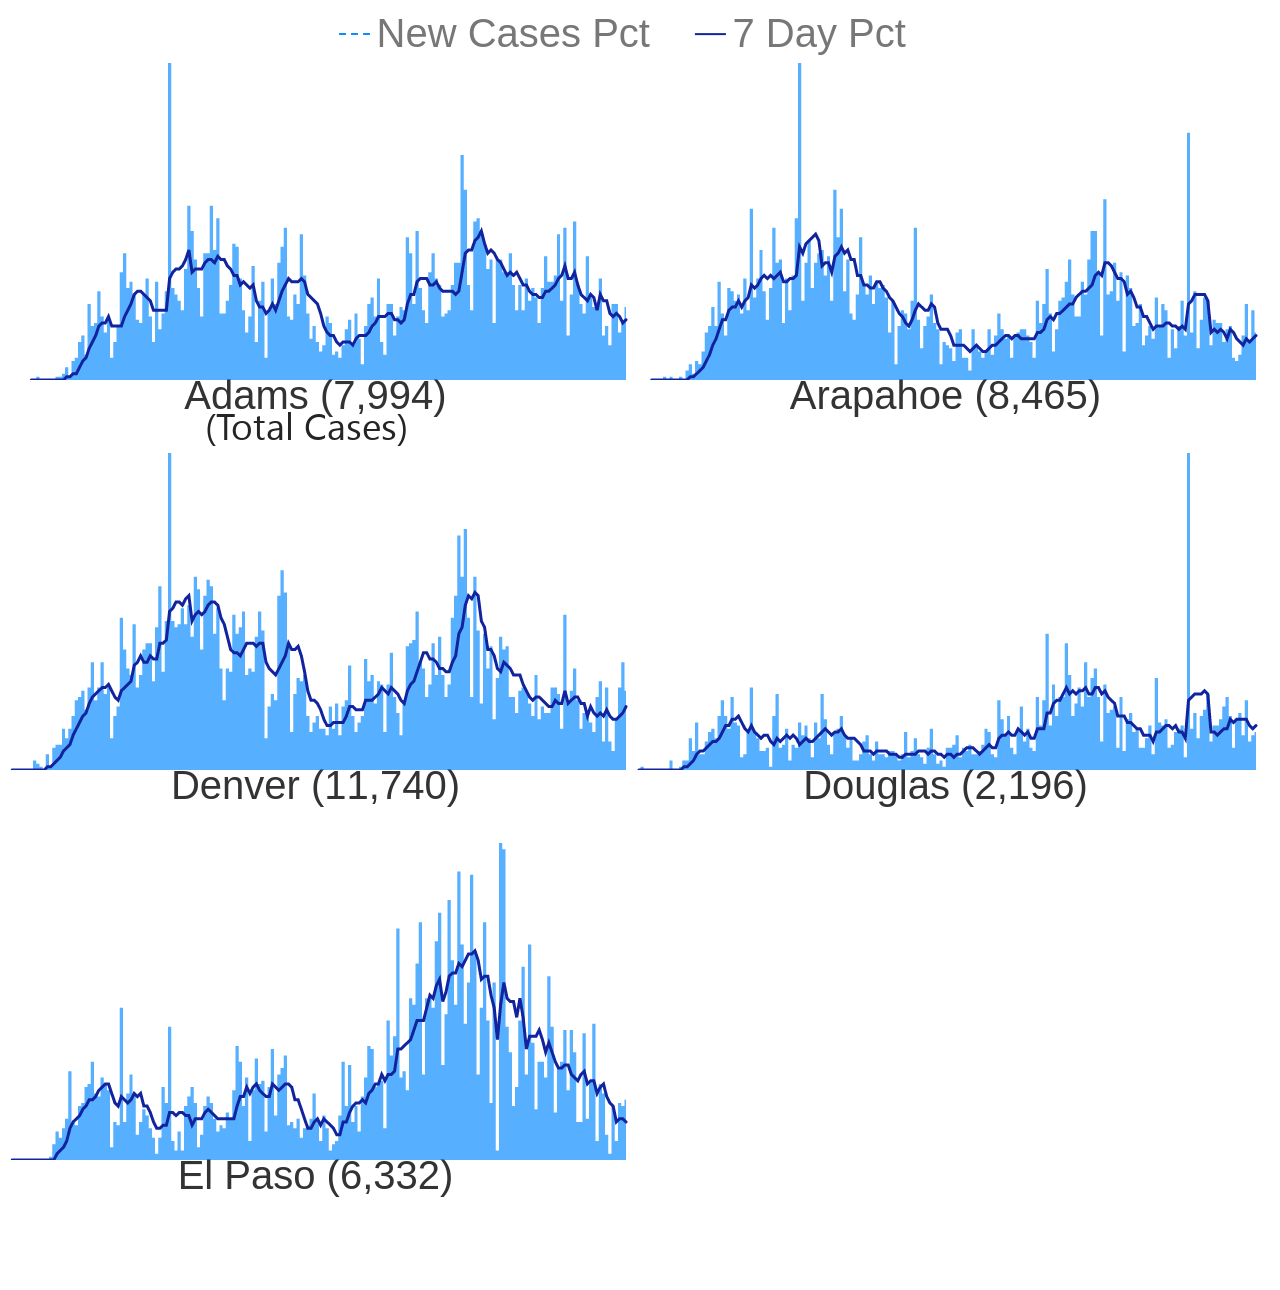 New Cases Pct 7 Day Pct
Adams (7,994) Arapahoe (8,465)
(Total Cases)
Denver (11,740) Douglas (2,196)
El Paso (6,332)